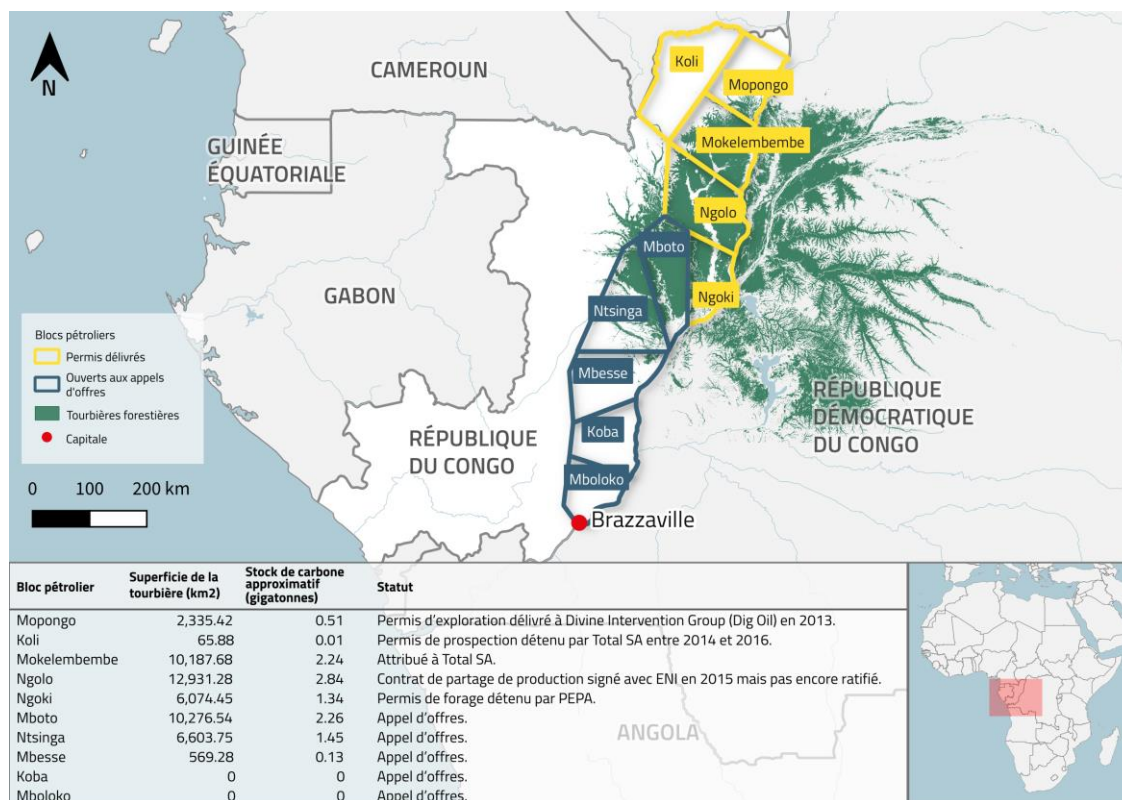 N
CAMEROUN
GUINÉE
ÉQUATORIALE
GABON
RÉPUBLIQUE
DU CONGO
RÉPUBLIQUE
DÉMOCRATIQUE
DU CONGO
Koli
Mopongo
Mokelembembe
Ngolo
Mboto
Ngoki
Ntsinga
Mbesse
Koba
Mboloko
Brazzaville
Blocs pétroliers
Permis délivrés
Ouverts aux appels
d'offres
Tourbières forestières
Capitale
0 100 200 km
Bloc pétrolier Superficie de la tourbière (km2) Stock de carbone approximatif (gigatonnes) Statut
Mopongo 2,335.42 0.51 Permis d'exploration délivré à Divine Intervention Group (Dig Oil) en 2013.
Koli 65.88 0.01 Permis de prospection détenu par Total SA entre 2014 et 2016.
Mokelembembe 10,187.68 2.24 Attribué à Total SA.
Ngolo 12,931.28 2.84 Contrat de partage de production signé avec ENI en 2015 mais pas encore ratifié.
Ngoki 6,074.45 1.34 Permis de forage détenu par PEPA.
Mboto 10,276.54 2.26 Appel d'offres.
Ntsinga 6,603.75 1.45 Appel d'offres.
Mbesse 569.28 0.13 Appel d'offres.
Koba 0 0 Appel d'offres.
Mboloko 0 0 Appel d'offres.
ANGOLA